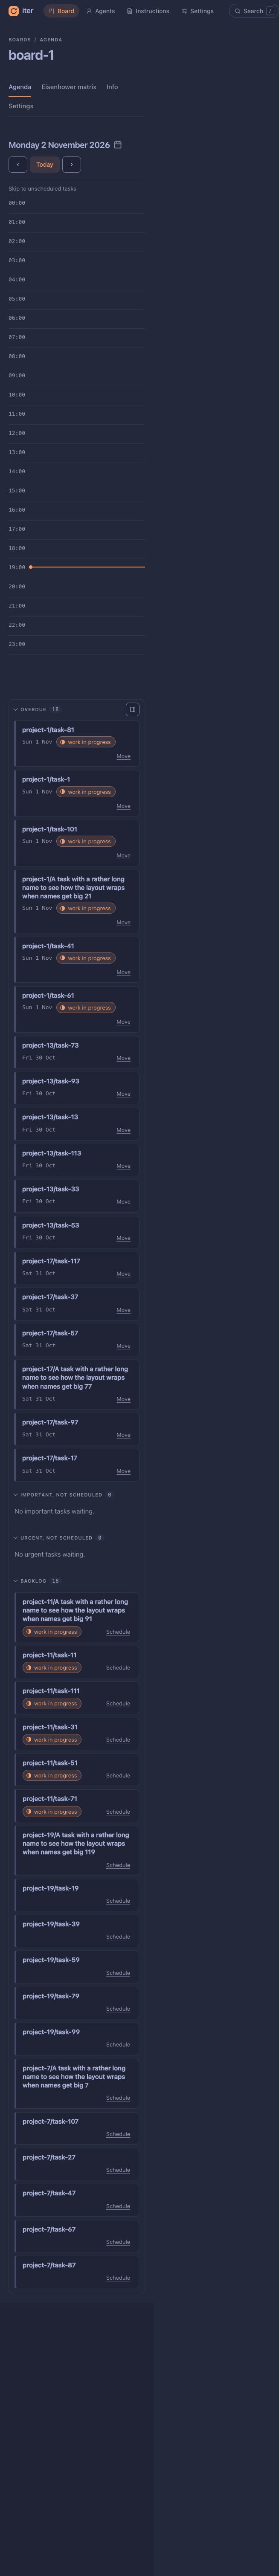 iter
Board
Agents
Instructions
Settings
Search /
BOARDS / AGENDA
board-1
Agenda
Eisenhower matrix
Info
Settings
Monday 2 November 2026
‹ Today ›
Skip to unscheduled tasks
00:00
01:00
02:00
03:00
04:00
05:00
06:00
07:00
08:00
09:00
10:00
11:00
12:00
13:00
14:00
15:00
16:00
17:00
18:00
19:00
20:00
21:00
22:00
23:00
OVERDUE 18
project-1/task-81
Sun 1 Nov work in progress
Move
project-1/task-1
Sun 1 Nov work in progress
Move
project-1/task-101
Sun 1 Nov work in progress
Move
project-1/A task with a rather long
name to see how the layout wraps
when names get big 21
Sun 1 Nov work in progress
Move
project-1/task-41
Sun 1 Nov work in progress
Move
project-1/task-61
Sun 1 Nov work in progress
Move
project-13/task-73
Fri 30 Oct Move
project-13/task-93
Fri 30 Oct Move
project-13/task-13
Fri 30 Oct Move
project-13/task-113
Fri 30 Oct Move
project-13/task-33
Fri 30 Oct Move
project-13/task-53
Fri 30 Oct Move
project-17/task-117
Sat 31 Oct Move
project-17/task-37
Sat 31 Oct Move
project-17/task-57
Sat 31 Oct Move
project-17/A task with a rather long
name to see how the layout wraps
when names get big 77
Sat 31 Oct Move
project-17/task-97
Sat 31 Oct Move
project-17/task-17
Sat 31 Oct Move
IMPORTANT, NOT SCHEDULED 0
No important tasks waiting.
URGENT, NOT SCHEDULED 0
No urgent tasks waiting.
BACKLOG 18
project-11/A task with a rather long
name to see how the layout wraps
when names get big 91
work in progress Schedule
project-11/task-11
work in progress Schedule
project-11/task-111
work in progress Schedule
project-11/task-31
work in progress Schedule
project-11/task-51
work in progress Schedule
project-11/task-71
work in progress Schedule
project-19/A task with a rather long
name to see how the layout wraps
when names get big 119
Schedule
project-19/task-19
Schedule
project-19/task-39
Schedule
project-19/task-59
Schedule
project-19/task-79
Schedule
project-19/task-99
Schedule
project-7/A task with a rather long
name to see how the layout wraps
when names get big 7
Schedule
project-7/task-107
Schedule
project-7/task-27
Schedule
project-7/task-47
Schedule
project-7/task-67
Schedule
project-7/task-87
Schedule